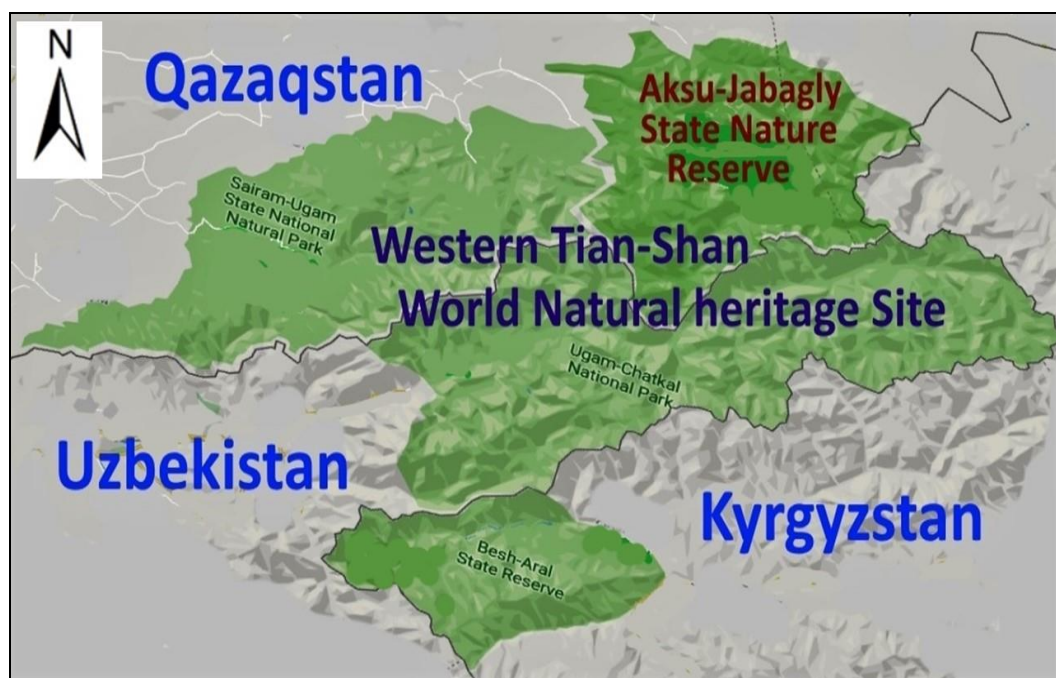 N
Qazaqstan
Aksu-Jabagly
State Nature
Reserve
Sairam-Ugam
State National
Natural Park
Western Tian-Shan
World Natural heritage Site
Ugam-Chatkal
National Park
Uzbekistan
Kyrgyzstan
Besh-Aral
State Reserve